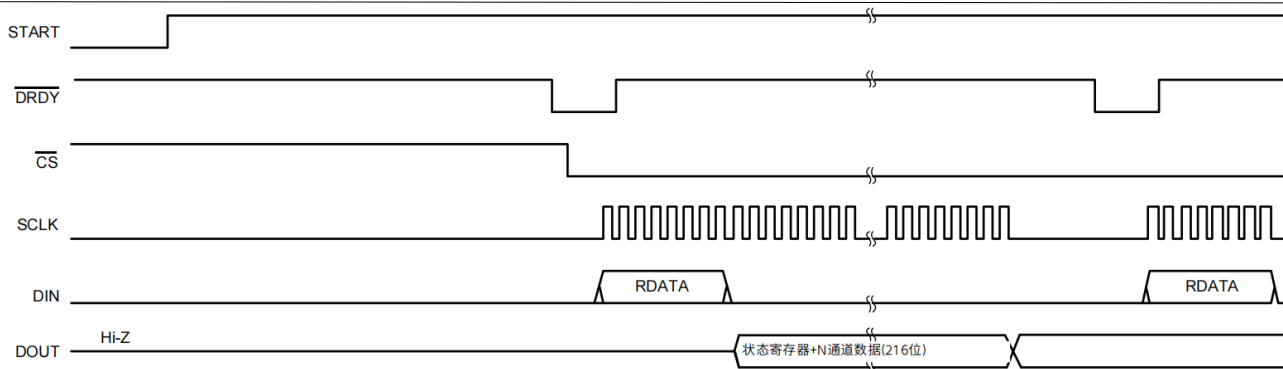 START
DRDY
CS
SCLK
DIN RDATA RDATA
Hi-Z
DOUT 状态寄存器+N通道数据(216位)